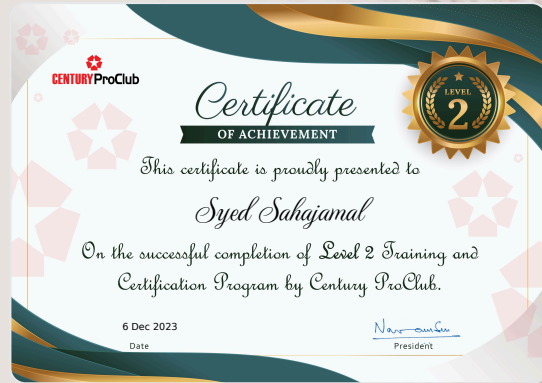 CENTURY ProClub
Certificate
OF ACHIEVEMENT
LEVEL
2
This certificate is proudly presented to
Syed Sahajamal
On the successful completion of Level 2 Training and
Certification Program by Century ProClub.
6 Dec 2023
Date
President